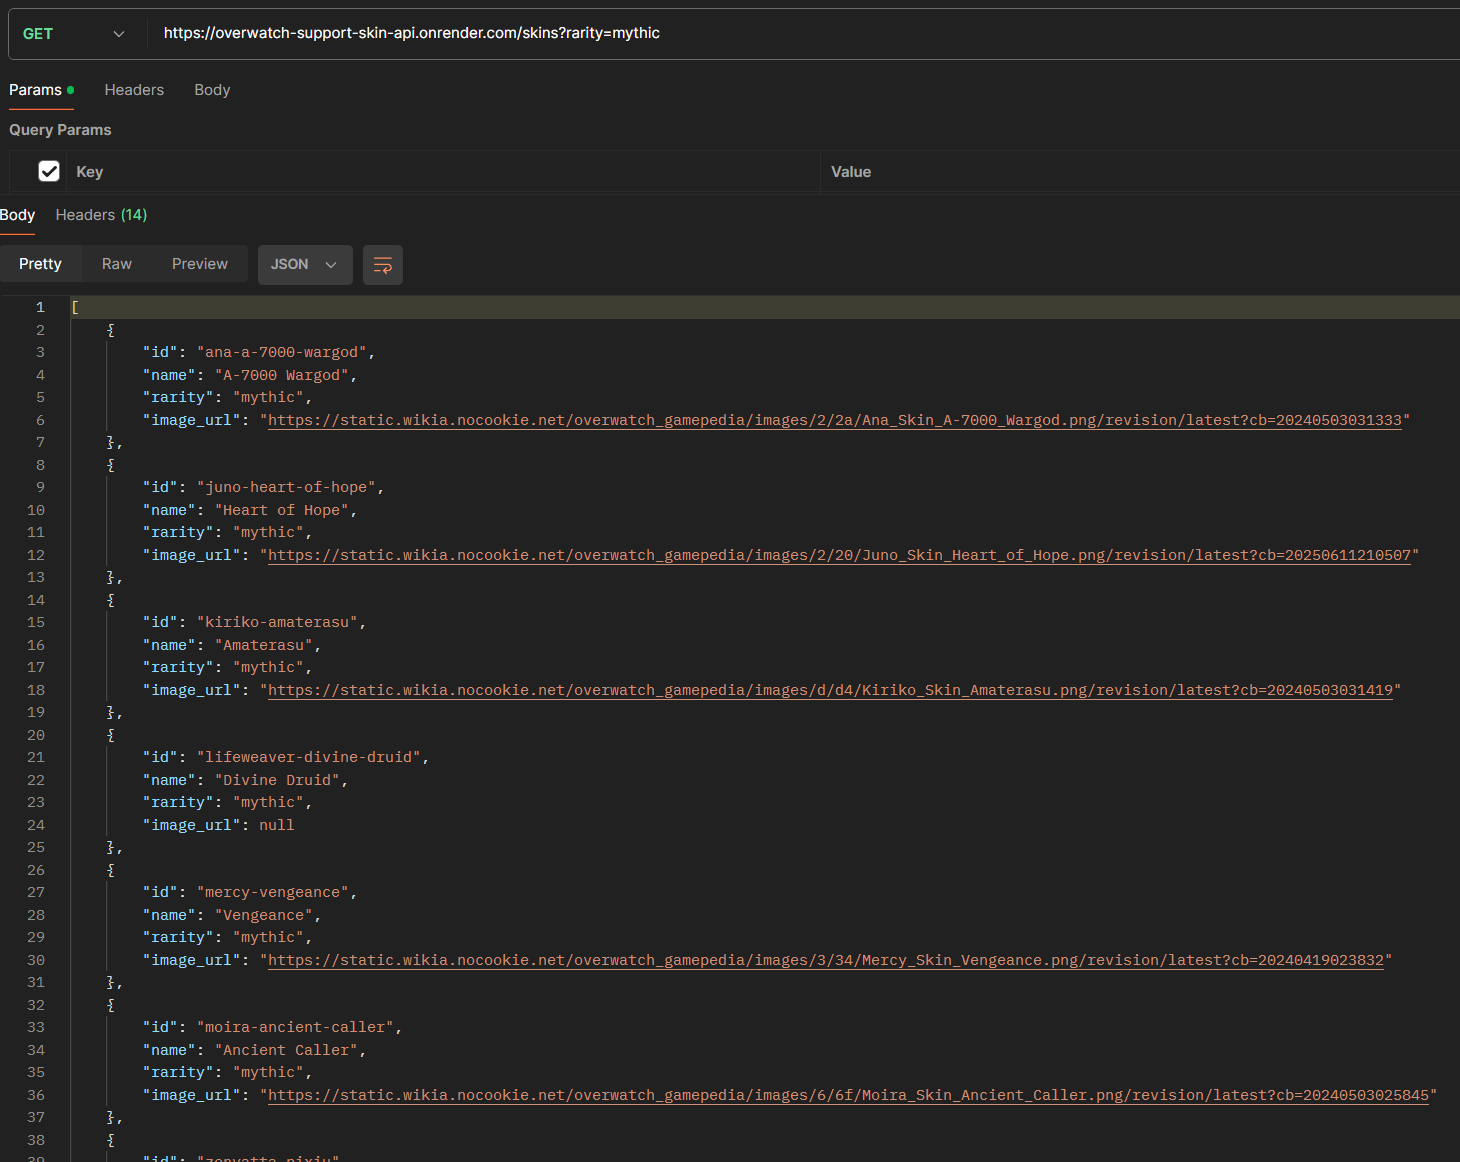 GET https://overwatch-support-skin-api.onrender.com/skins?rarity=mythic
Params Headers Body
Query Params
Key Value
Body Headers (14)
Pretty Raw Preview JSON
1 [
2 {
3 "id": "ana-a-7000-wargod",
4 "name": "A-7000 Wargod",
5 "rarity": "mythic",
6 "image_url": "https://static.wikia.nocookie.net/overwatch_gamepedia/images/2/2a/Ana_Skin_A-7000_Wargod.png/revision/latest?cb=20240503031333"
7 },
8 {
9 "id": "juno-heart-of-hope",
10 "name": "Heart of Hope",
11 "rarity": "mythic",
12 "image_url": "https://static.wikia.nocookie.net/overwatch_gamepedia/images/2/20/Juno_Skin_Heart_of_Hope.png/revision/latest?cb=20250611210507"
13 },
14 {
15 "id": "kiriko-amaterasu",
16 "name": "Amaterasu",
17 "rarity": "mythic",
18 "image_url": "https://static.wikia.nocookie.net/overwatch_gamepedia/images/d/d4/Kiriko_Skin_Amaterasu.png/revision/latest?cb=20240503031419"
19 },
20 {
21 "id": "lifeweaver-divine-druid",
22 "name": "Divine Druid",
23 "rarity": "mythic",
24 "image_url": null
25 },
26 {
27 "id": "mercy-vengeance",
28 "name": "Vengeance",
29 "rarity": "mythic",
30 "image_url": "https://static.wikia.nocookie.net/overwatch_gamepedia/images/3/34/Mercy_Skin_Vengeance.png/revision/latest?cb=20240419023832"
31 },
32 {
33 "id": "moira-ancient-caller",
34 "name": "Ancient Caller",
35 "rarity": "mythic",
36 "image_url": "https://static.wikia.nocookie.net/overwatch_gamepedia/images/6/6f/Moira_Skin_Ancient_Caller.png/revision/latest?cb=20240503025845"
37 },
38 {
39 "id": "zenyatta-nixiu"